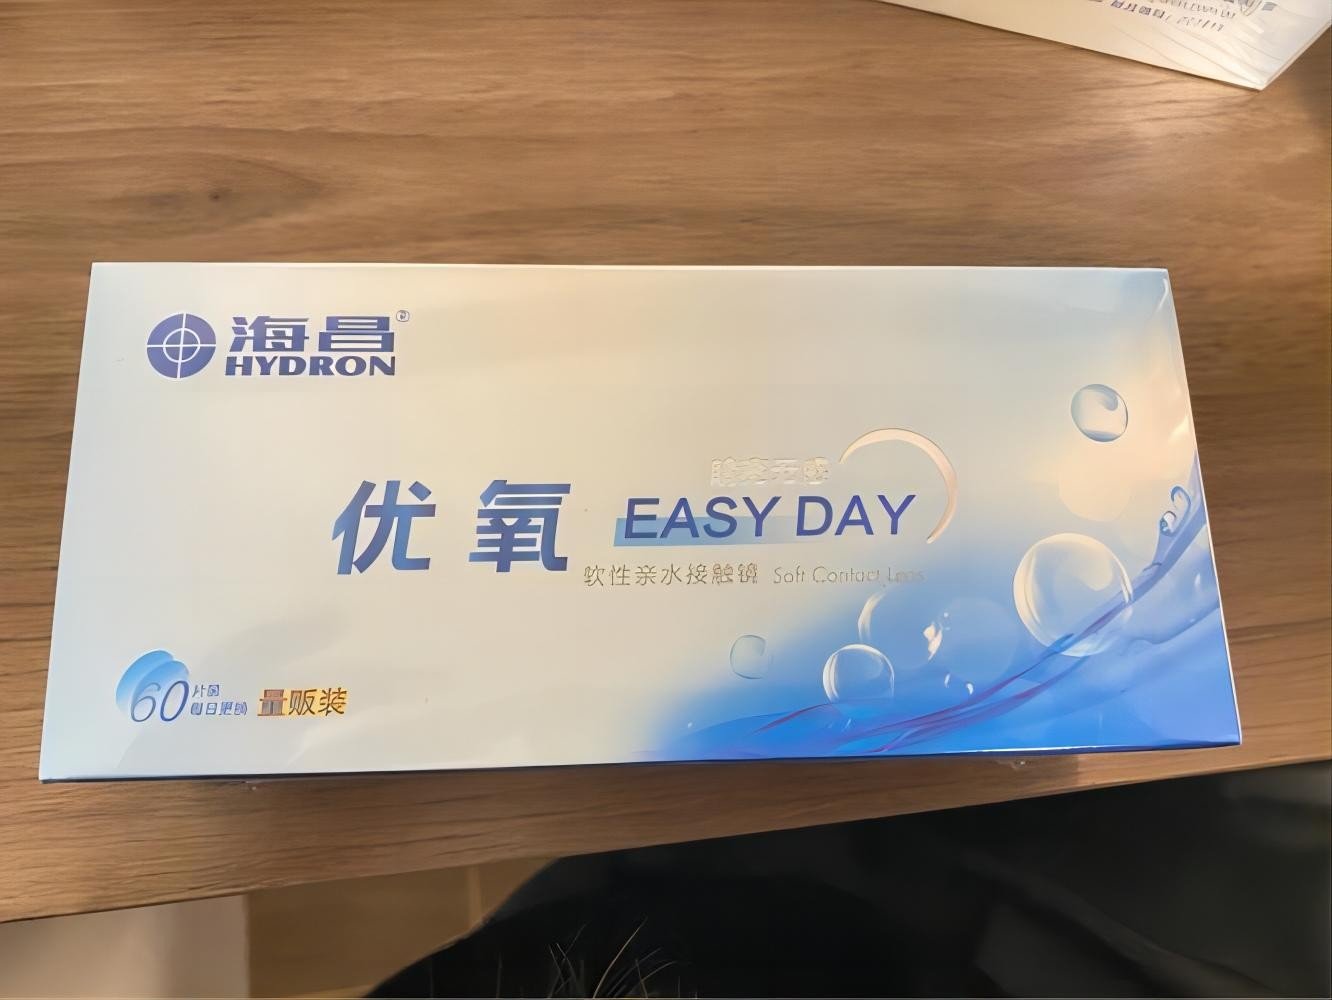 海昌®
HYDRON
优氧 EASY DAY
软性亲水接触镜 Soft Contact Lens
60片
量贩装